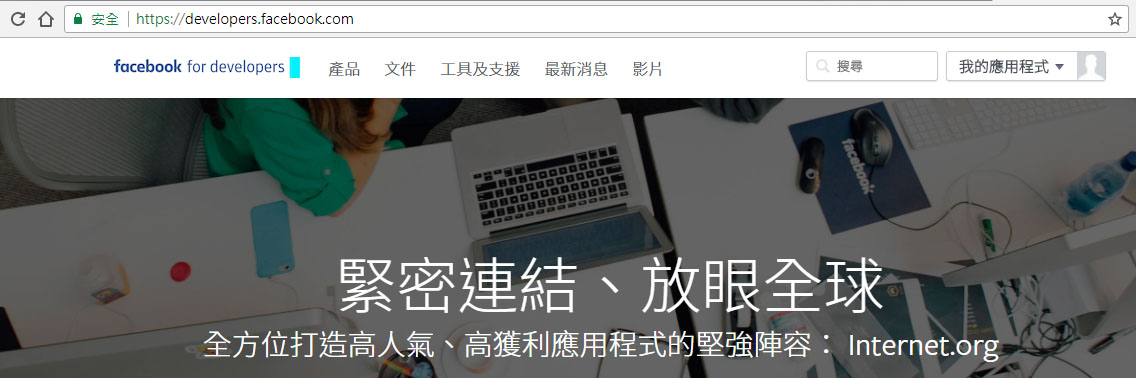 安全 https://developers.facebook.com
facebook for developers 產品 文件 工具及支援 最新消息 影片 搜尋 我的應用程式
facebook
緊密連結、放眼全球
全方位打造高人氣、高獲利應用程式的堅強陣容： Internet.org